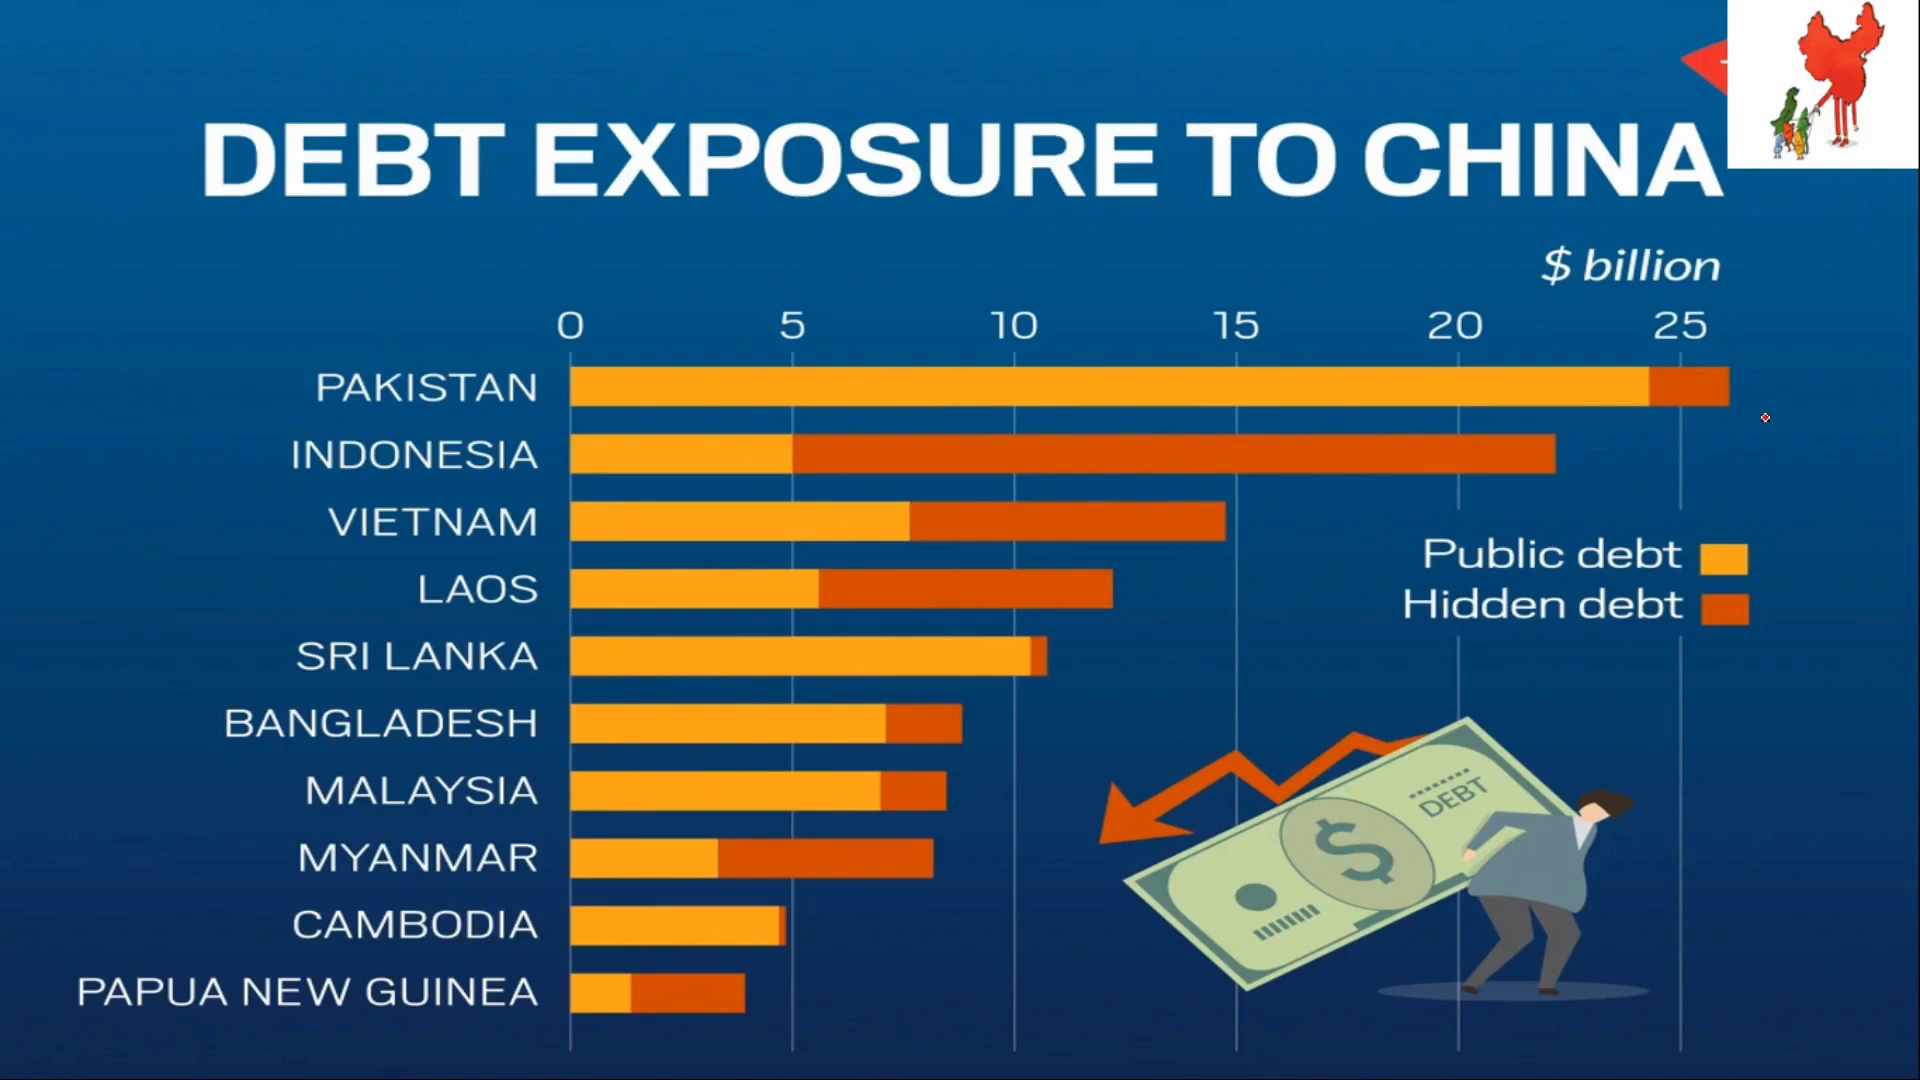 DEBT EXPOSURE TO CHINA
$ billion
0 5 10 15 20 25
PAKISTAN
INDONESIA
VIETNAM
LAOS
SRI LANKA
BANGLADESH
MALAYSIA
MYANMAR
CAMBODIA
PAPUA NEW GUINEA
Public debt
Hidden debt
DEBT
$